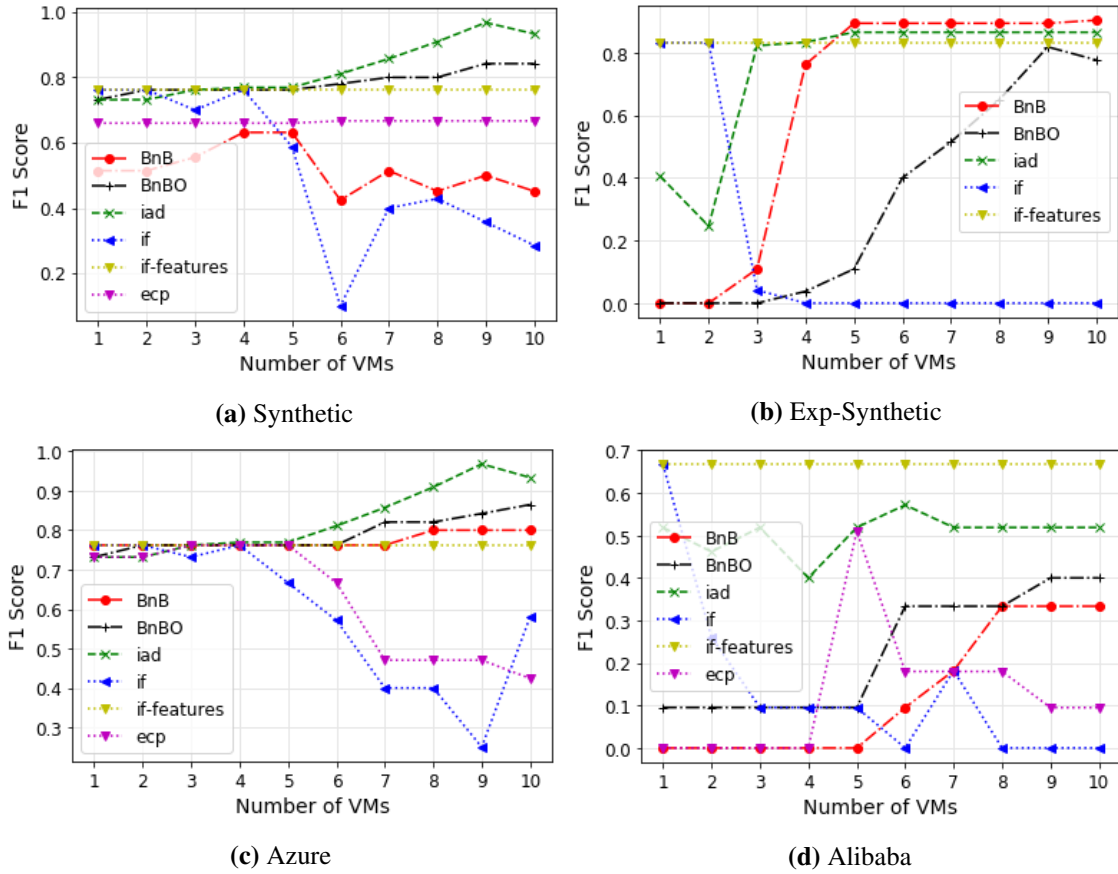 1.0
0.8
0.6
0.4
0.2
F1 Score
BnB
BnBO
iad
if
if-features
ecp
1 2 3 4 5 6 7 8 9 10
Number of VMs
(a) Synthetic
0.8
0.6
0.4
0.2
0.0
F1 Score
BnB
BnBO
iad
if
if-features
1 2 3 4 5 6 7 8 9 10
Number of VMs
(b) Exp-Synthetic
1.0
0.9
0.8
0.7
0.6
0.5
0.4
0.3
F1 Score
BnB
BnBO
iad
if
if-features
ecp
1 2 3 4 5 6 7 8 9 10
Number of VMs
(c) Azure
0.7
0.6
0.5
0.4
0.3
0.2
0.1
0.0
F1 Score
BnB
BnBO
iad
if
if-features
ecp
1 2 3 4 5 6 7 8 9 10
Number of VMs
(d) Alibaba